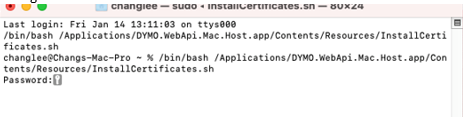 changlee — sudo ◂ InstallCertificates.sh — 80×24
Last login: Fri Jan 14 13:11:03 on ttys000
/bin/bash /Applications/DYMO.WebApi.Mac.Host.app/Contents/Resources/InstallCerti
ficates.sh
changlee@Changs-Mac-Pro ~ % /bin/bash /Applications/DYMO.WebApi.Mac.Host.app/Con
tents/Resources/InstallCertificates.sh
Password: